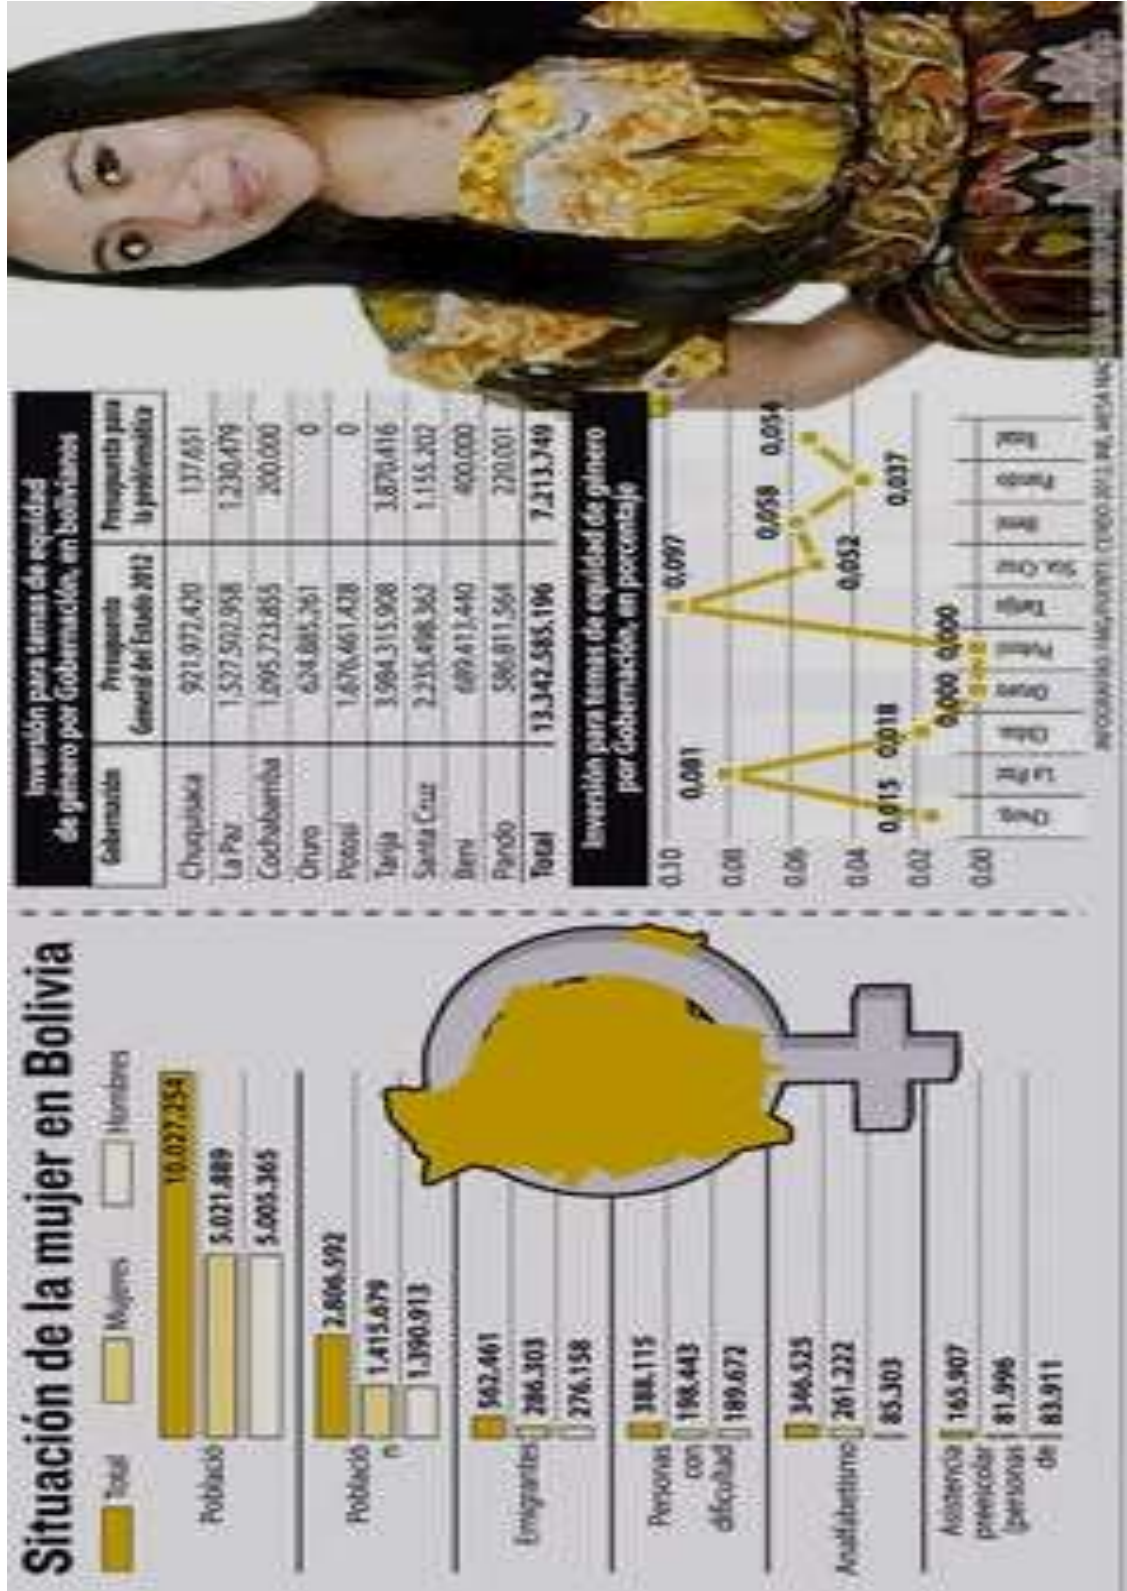 Situación de la mujer en Bolivia
Total
Mujeres
Hombres
Població
10.027.254
5.021.889
5.005.365
Població
n
2.806.592
1.415.679
1.390.913
Emigrantes
562.461
286.303
276.158
Personas
con
dificultad
388.115
198.443
189.672
Analfabetismo
346.525
261.222
85.303
Asistencia
preescolar
(personas
de
165.907
81.996
83.911
Inversión para temas de equidad
de género por Gobernación, en bolivianos
Gobernación Presupuesto General del Estado 2012 Presupuesto para la problemática
Chuquisaca 921.972.420 137.651
La Paz 1.527.502.958 1.230.479
Cochabamba 1.095.723.855 200.000
Oruro 624.885.261 0
Potosí 1.676.461.428 0
Tarija 3.984.315.908 3.870.416
Santa Cruz 2.235.498.362 1.155.202
Beni 689.413.440 400.000
Pando 586.811.564 220.001
Total 13.342.585.196 7.213.749
Inversión para temas de equidad de género
por Gobernación, en porcentaje
0.10
0.08
0.06
0.04
0.02
0.00
0,015
0,081
0,018
0,000
0,000
0,097
0,052
0,058
0,037
0,054
Chuq.
La Paz
Cbba.
Oruro
Potosí
Tarija
Sta. Cruz
Beni
Pando
Total